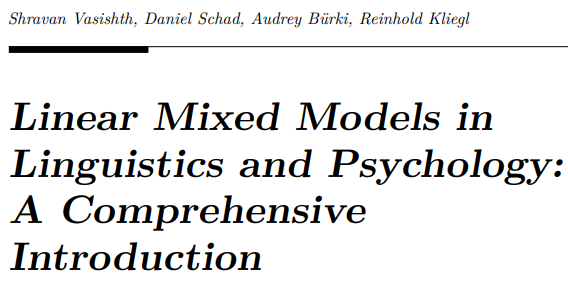 Shravan Vasishth, Daniel Schad, Audrey Bürki, Reinhold Kliegl
Linear Mixed Models in
Linguistics and Psychology:
A Comprehensive
Introduction